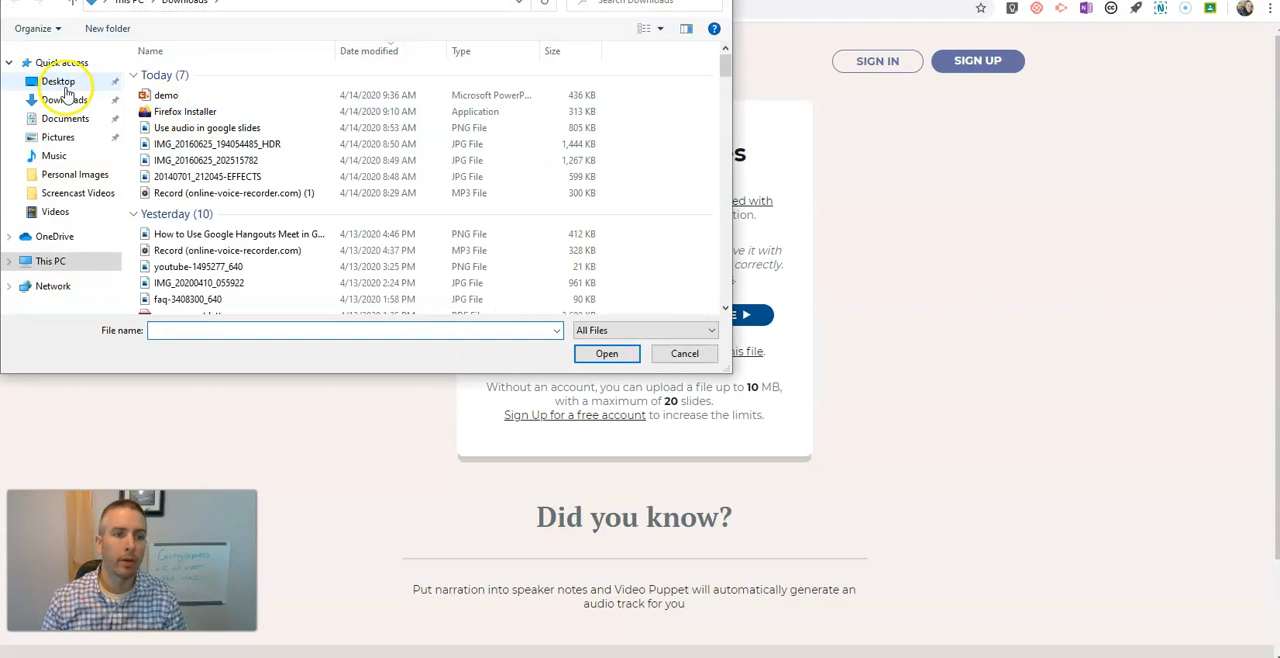 This PC > Downloads >
Search Downloads
Organize
New folder
Name
Date modified
Type
Size
Quick access
Desktop
Downloads
Documents
Pictures
Music
Personal Images
Screencast Videos
Videos
OneDrive
This PC
Network
Today (7)
demo 4/14/2020 9:36 AM Microsoft PowerP... 436 KB
Firefox Installer 4/14/2020 9:10 AM Application 313 KB
Use audio in google slides 4/14/2020 8:53 AM PNG File 805 KB
IMG_20160625_194054485_HDR 4/14/2020 8:50 AM JPG File 1,444 KB
IMG_20160625_202515782 4/14/2020 8:49 AM JPG File 1,267 KB
20140701_212045-EFFECTS 4/14/2020 8:48 AM JPG File 599 KB
Record (online-voice-recorder.com) (1) 4/14/2020 8:29 AM MP3 File 300 KB
Yesterday (10)
How to Use Google Hangouts Meet in G... 4/13/2020 4:46 PM PNG File 412 KB
Record (online-voice-recorder.com) 4/13/2020 4:37 PM MP3 File 328 KB
youtube-1495277_640 4/13/2020 3:25 PM PNG File 21 KB
IMG_20200410_055922 4/13/2020 2:24 PM JPG File 961 KB
faq-3408300_640 4/13/2020 1:58 PM JPG File 90 KB
File name:
All Files
Open
Cancel
SIGN IN
SIGN UP
es
ed with
tion.
ve it with
correctly.
s.
E
his file.
Without an account, you can upload a file up to 10 MB,
with a maximum of 20 slides.
Sign Up for a free account to increase the limits.
Did you know?
Put narration into speaker notes and Video Puppet will automatically generate an
audio track for you